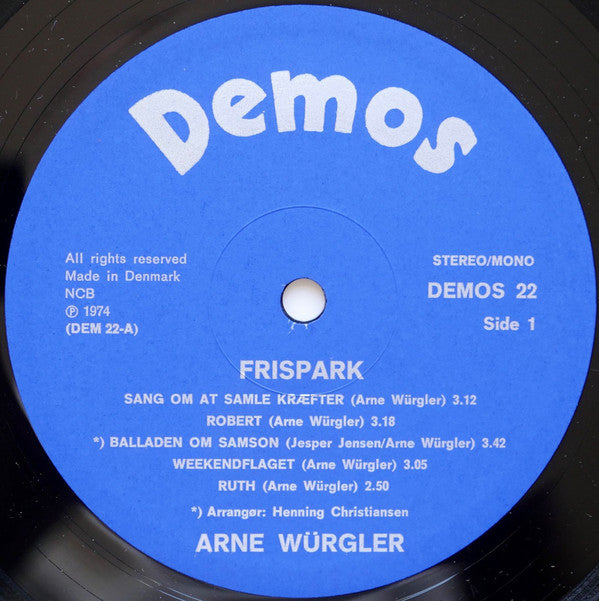 Demos
All rights reserved
Made in Denmark
NCB
℗ 1974
(DEM 22-A)
STEREO/MONO
DEMOS 22
Side 1
FRISPARK
SANG OM AT SAMLE KRÆFTER (Arne Würgler) 3.12
ROBERT (Arne Würgler) 3.18
*) BALLADEN OM SAMSON (Jesper Jensen/Arne Würgler) 3.42
WEEKENDFLAGET (Arne Würgler) 3.05
RUTH (Arne Würgler) 2.50
*) Arrangør: Henning Christiansen
ARNE WÜRGLER